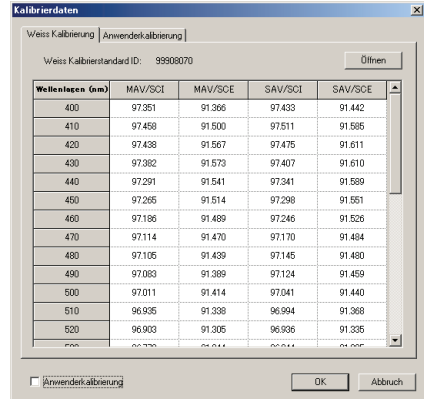 Kalibrierdaten
Weiss Kalibrierung Anwenderkalibrierung
Weiss Kalibrierstandard ID: 99908070 Öffnen
Wellenlagen (nm) MAV/SCI MAV/SCE SAV/SCI SAV/SCE
400 97.351 91.366 97.433 91.442
410 97.458 91.500 97.511 91.585
420 97.438 91.567 97.475 91.611
430 97.382 91.573 97.407 91.610
440 97.291 91.541 97.341 91.589
450 97.265 91.514 97.298 91.551
460 97.186 91.489 97.246 91.526
470 97.114 91.470 97.170 91.484
480 97.105 91.439 97.145 91.480
490 97.083 91.389 97.124 91.459
500 97.011 91.414 97.041 91.440
510 96.935 91.338 96.994 91.368
520 96.903 91.305 96.936 91.335
Anwenderkalibrierung OK Abbruch